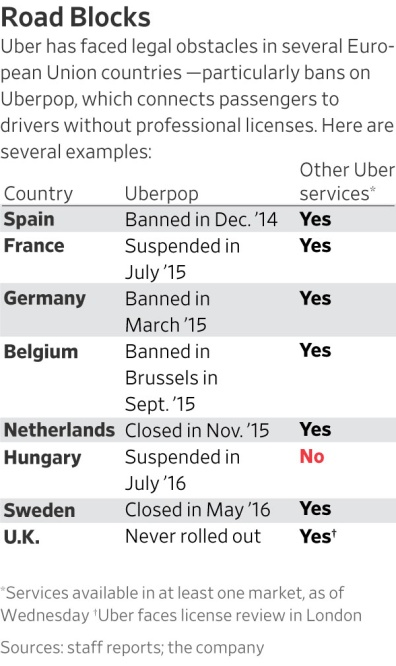 Road Blocks
Uber has faced legal obstacles in several Euro-
pean Union countries —particularly bans on
Uberpop, which connects passengers to
drivers without professional licenses. Here are
several examples:
Country Uberpop Other Uber services*
Spain Banned in Dec. ’14 Yes
France Suspended in Yes
July ’15
Germany Banned in Yes
March ’15
Belgium Banned in Yes
Brussels in
Sept. ’15
Netherlands Closed in Nov. ’15 Yes
Hungary Suspended in No
July ’16
Sweden Closed in May ’16 Yes
U.K. Never rolled out Yes†
*Services available in at least one market, as of
Wednesday †Uber faces license review in London
Sources: staff reports; the company